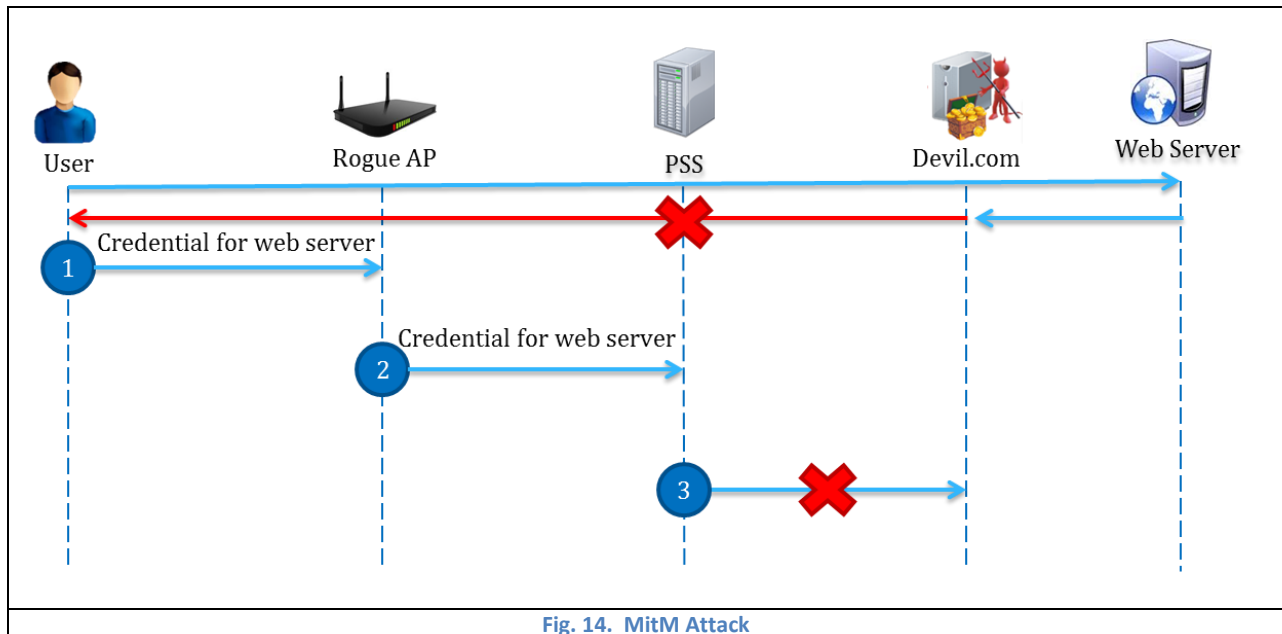 User
Rogue AP
PSS
Devil.com
Web Server
Credential for web server
1
Credential for web server
2
3
Fig. 14. MitM Attack